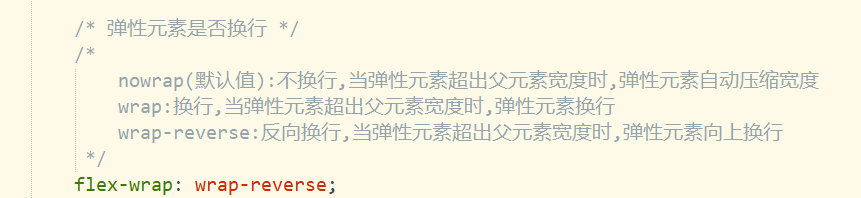 /* 弹性元素是否换行 */
/*
nowrap(默认值):不换行,当弹性元素超出父元素宽度时,弹性元素自动压缩宽度
wrap:换行,当弹性元素超出父元素宽度时,弹性元素换行
wrap-reverse:反向换行,当弹性元素超出父元素宽度时,弹性元素向上换行
*/
flex-wrap: wrap-reverse;